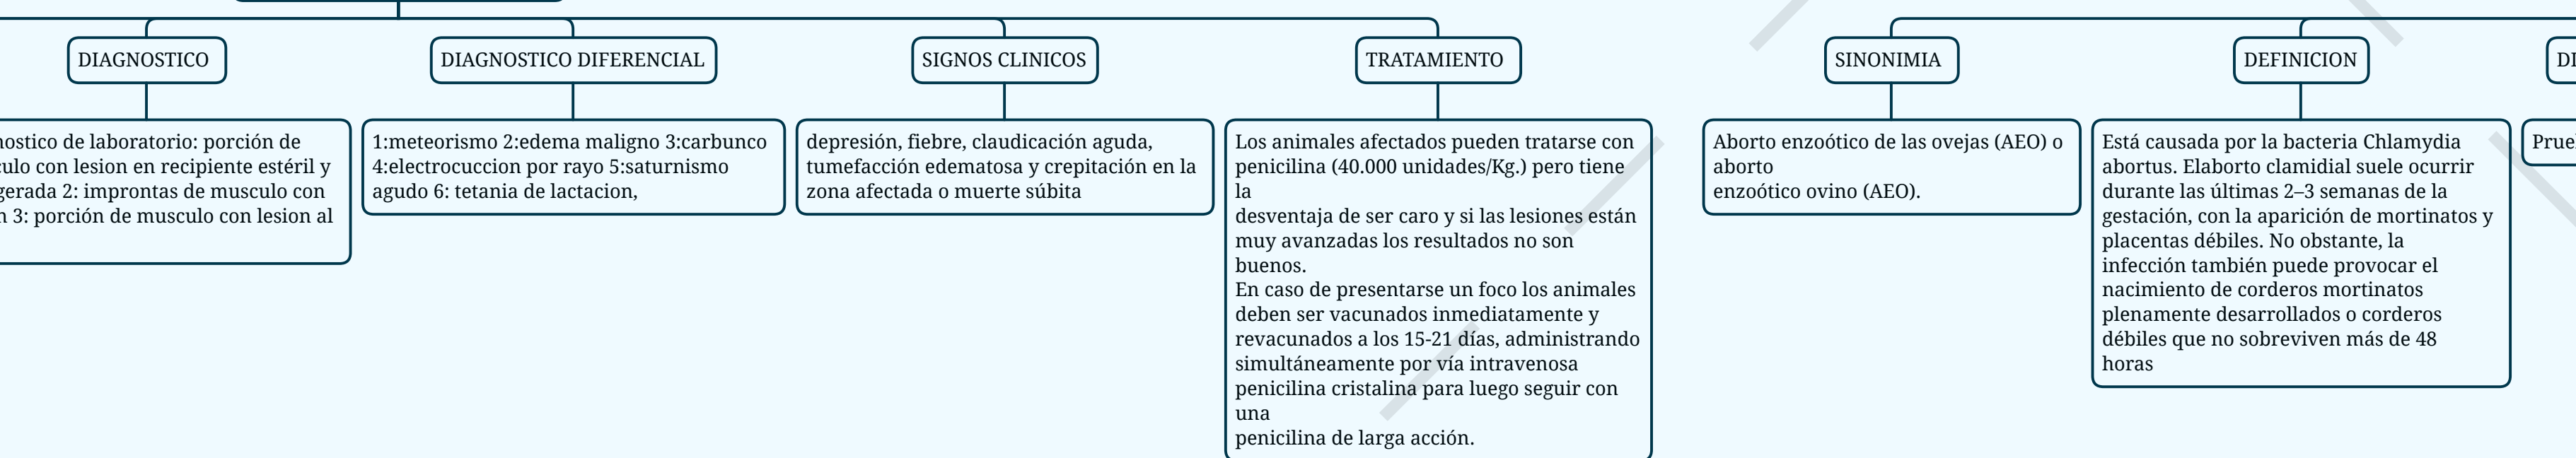 DIAGNOSTICO
de laboratorio: porción de
con lesion en recipiente estéril y
2: improntas de musculo con
3: porción de musculo con lesion al
DIAGNOSTICO DIFERENCIAL
1:meteorismo 2:edema maligno 3:carbunco
4:electrocuccion por rayo 5:saturnismo
agudo 6: tetania de lactacion,
SIGNOS CLINICOS
depresión, fiebre, claudicación aguda,
tumefacción edematosa y crepitación en la
zona afectada o muerte súbita
TRATAMIENTO
Los animales afectados pueden tratarse con
penicilina (40.000 unidades/Kg.) pero tiene
la
desventaja de ser caro y si las lesiones están
muy avanzadas los resultados no son
buenos.
En caso de presentarse un foco los animales
deben ser vacunados inmediatamente y
revacunados a los 15-21 días, administrando
simultáneamente por vía intravenosa
penicilina cristalina para luego seguir con
una
penicilina de larga acción.
SINONIMIA
Aborto enzoótico de las ovejas (AEO) o
aborto
enzoótico ovino (AEO).
DEFINICION
Está causada por la bacteria Chlamydia
abortus. Elaborto clamidial suele ocurrir
durante las últimas 2–3 semanas de la
gestación, con la aparición de mortinatos y
placentas débiles. No obstante, la
infección también puede provocar el
nacimiento de corderos mortinatos
plenamente desarrollados o corderos
débiles que no sobreviven más de 48
horas